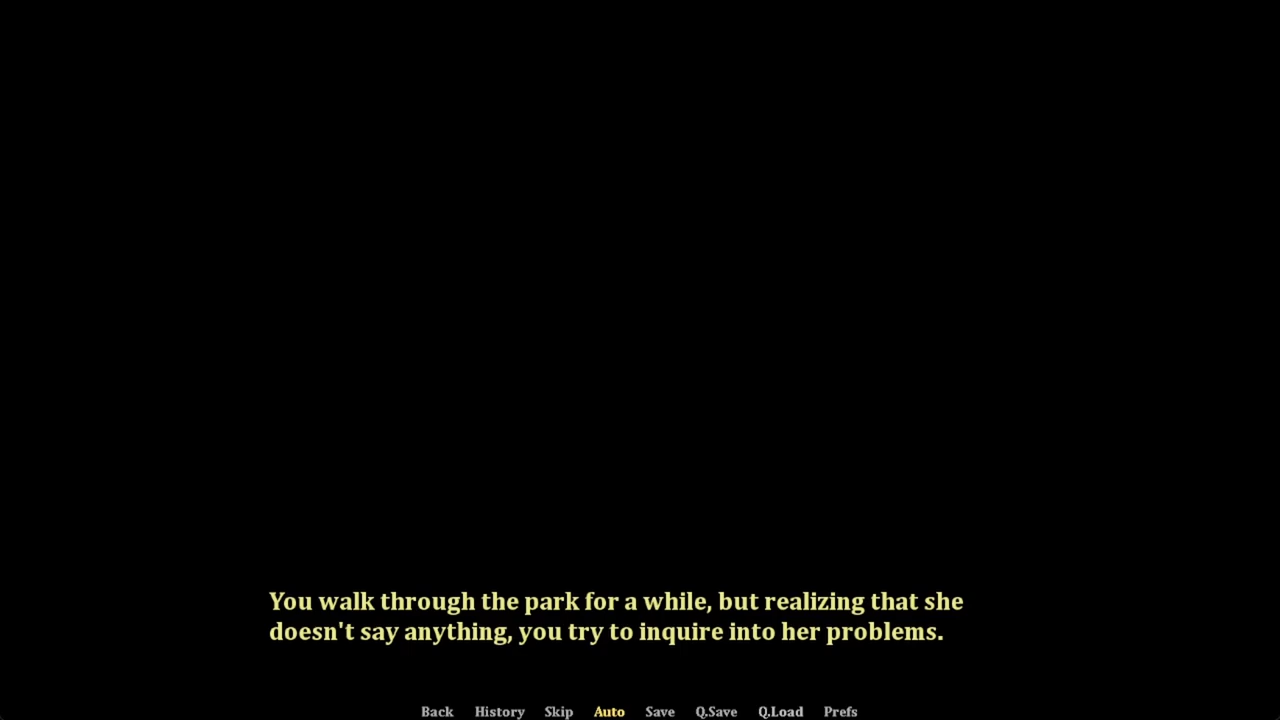 You walk through the park for a while, but realizing that she
doesn't say anything, you try to inquire into her problems.
Back History Skip Auto Save Q.Save Q.Load Prefs